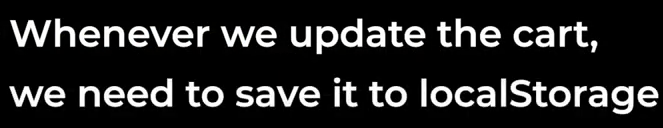 Whenever we update the cart,
we need to save it to localStorage